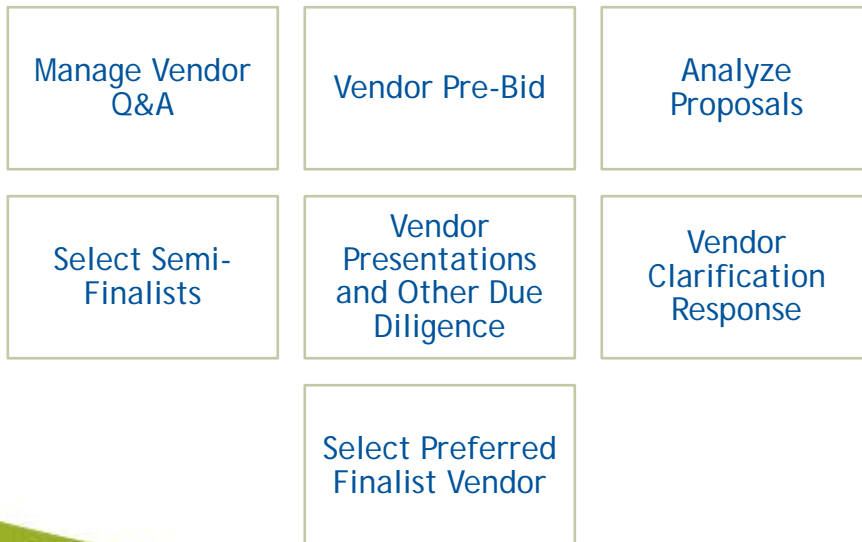 Manage Vendor
Q&A
Vendor Pre-Bid
Analyze
Proposals
Select Semi-
Finalists
Vendor
Presentations
and Other Due
Diligence
Vendor
Clarification
Response
Select Preferred
Finalist Vendor